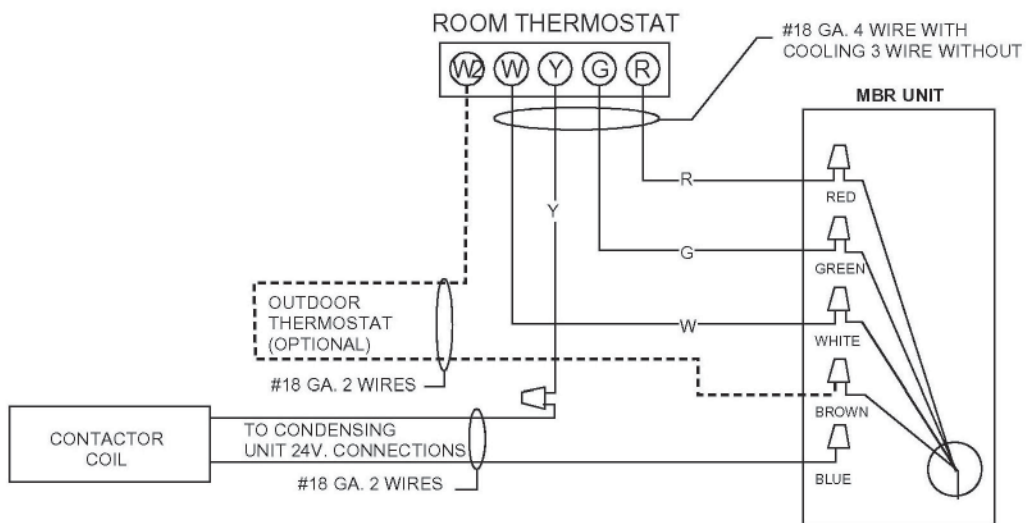 ROOM THERMOSTAT
#18 GA. 4 WIRE WITH
COOLING 3 WIRE WITHOUT
W2 W Y G R
MBR UNIT
R
RED
Y
G
GREEN
OUTDOOR
THERMOSTAT
(OPTIONAL)
W
WHITE
#18 GA. 2 WIRES
BROWN
CONTACTOR
COIL
TO CONDENSING
UNIT 24V. CONNECTIONS
BLUE
#18 GA. 2 WIRES